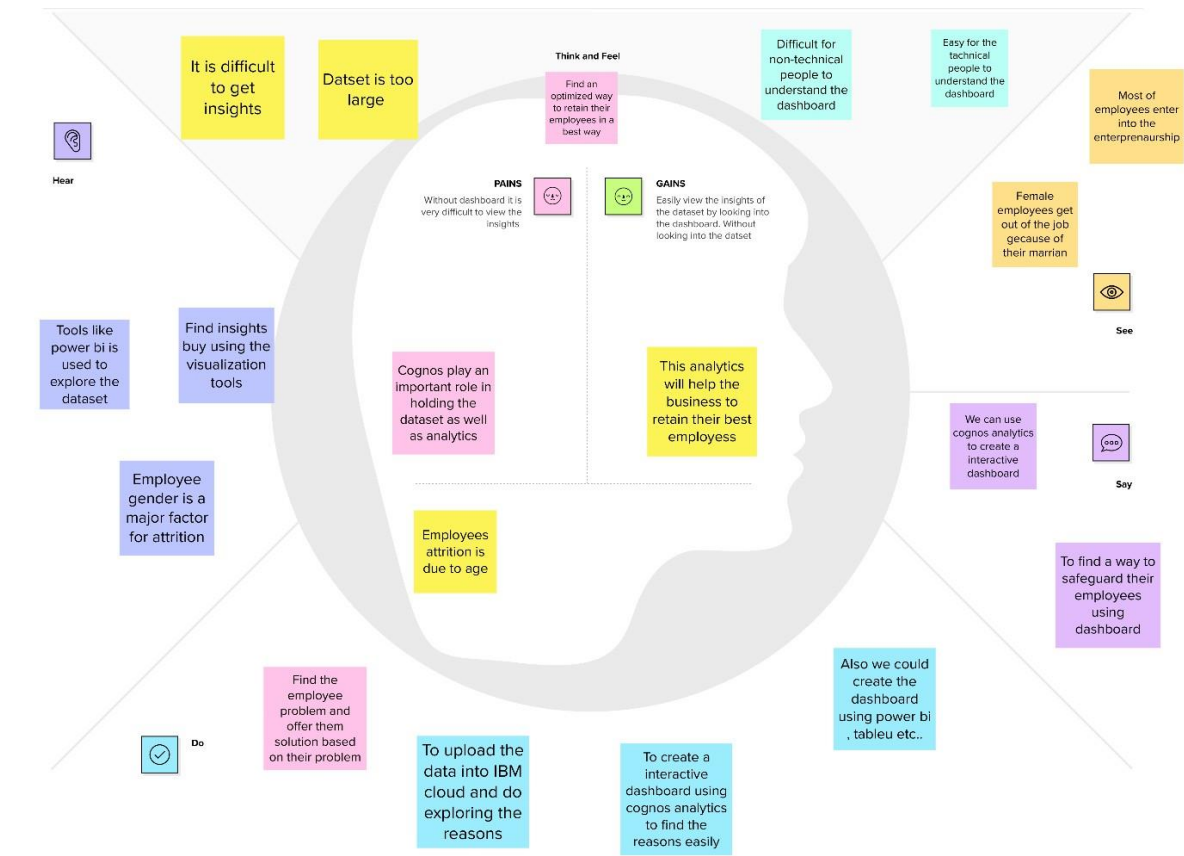 Think and Feel
It is difficult
to get
insights
Datset is too
large
Find an
optimized way
to retain their
employees in a
best way
Difficult for
non-technical
people to
understand the
dashboard
Easy for the
tachnical
people to
understand the
dashboard
Most of
employees enter
into the
enterprenaurship
Hear
PAINS
Without dashboard it is
very difficult to view the
insights
GAINS
Easily view the insights of
the dataset by looking into
the dashboard. Without
looking into the datset
Female
employees get
out of the job
gecause of
their marrian
See
Tools like
power bi is
used to
explore the
dataset
Find insights
buy using the
visualization
tools
Cognos play an
important role in
holding the
dataset as well
as analytics
This analytics
will help the
business to
retain their best
employess
We can use
cognos analytics
to create a
interactive
dashboard
Say
Employee
gender is a
major factor
for attrition
Employees
attrition is
due to age
To find a way to
safeguard their
employees
using
dashboard
Do
Find the
employee
problem and
offer them
solution based
on their problem
To upload the
data into IBM
cloud and do
exploring the
reasons
To create a
interactive
dashboard using
cognos analytics
to find the
reasons easily
Also we could
create the
dashboard
using power bi
, tableu etc..